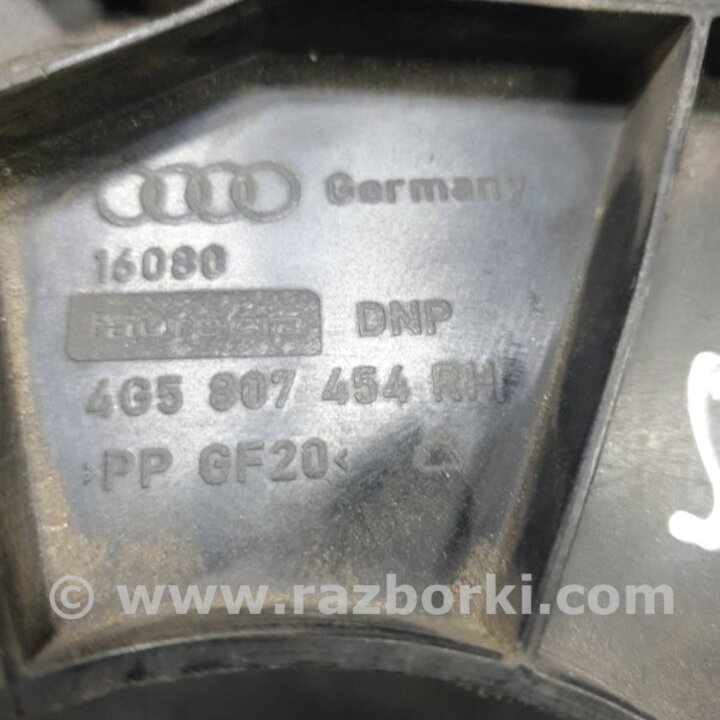 Germany
16080
faurecia DNP
4G5 807 454 RH
>PP GF20<
© www.razborki.com